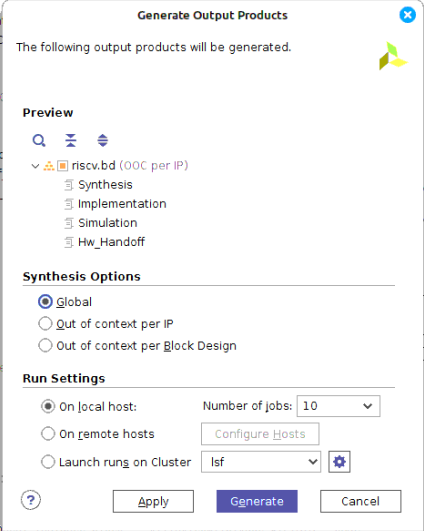 Generate Output Products
The following output products will be generated.
Preview
riscv.bd (OOC per IP)
Synthesis
Implementation
Simulation
Hw_Handoff
Synthesis Options
Global
Out of context per IP
Out of context per Block Design
Run Settings
On local host: Number of jobs: 10
On remote hosts Configure Hosts
Launch runs on Cluster lsf
? Apply Generate Cancel